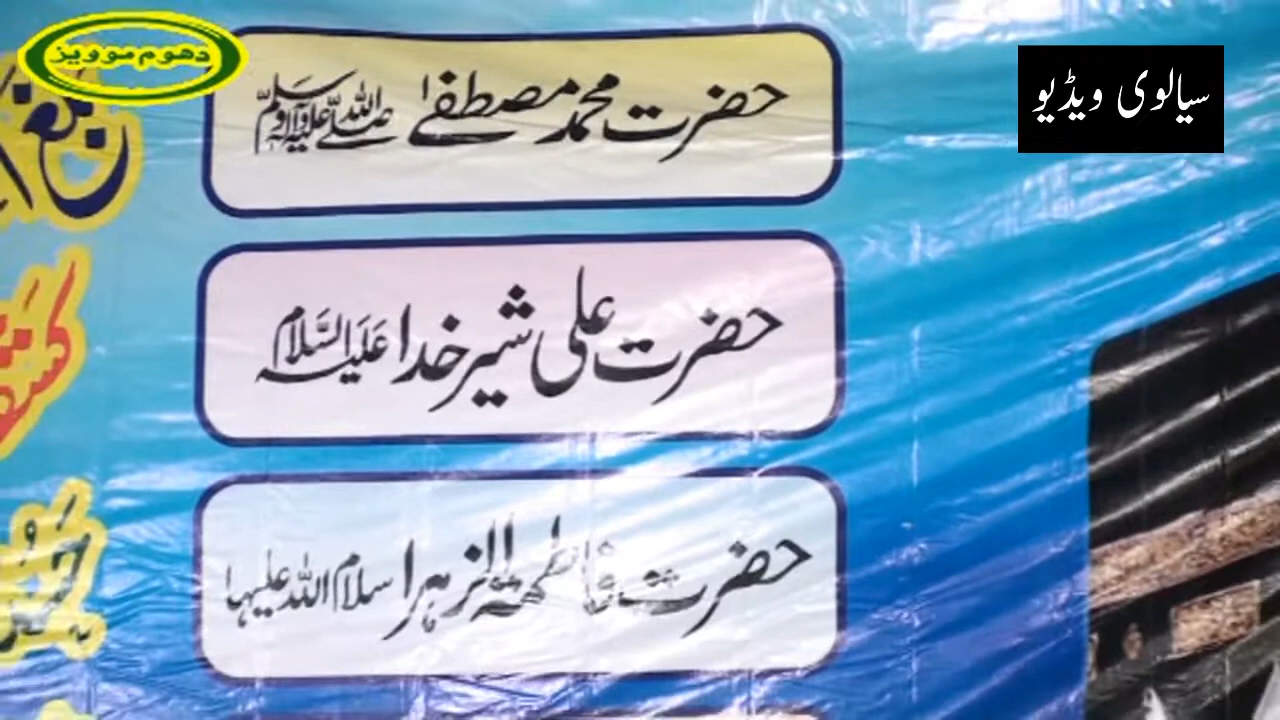 دھوم موویز
سیالوی ویڈیو
حضرت محمد مصطفیٰ صلی اللہ علیہ وآلہ وسلم
حضرت علی شیر خدا علیہ السلام
حضرت فاطمۃ الزہرا سلام اللہ علیہا